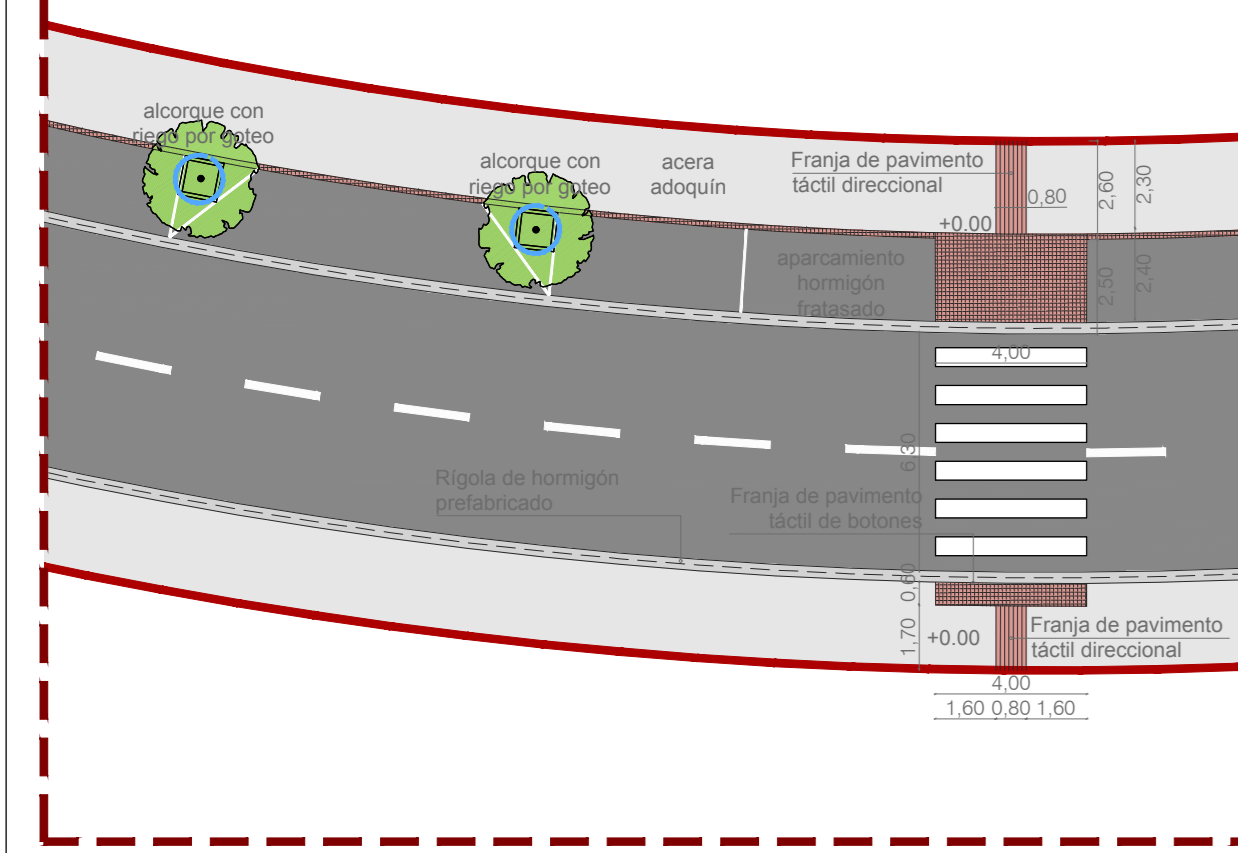 alcorque con
riego por goteo
alcorque con
riego por goteo
acera
adoquín
Franja de pavimento
táctil direccional
0,80
+0.00
2,60
2,30
aparcamiento
hormigón
fratasado
2,50
2,40
4,00
6,30
Rígola de hormigón
prefabricado
Franja de pavimento
táctil de botones
0,60
1,70
+0.00
Franja de pavimento
táctil direccional
4,00
1,60 0,80 1,60